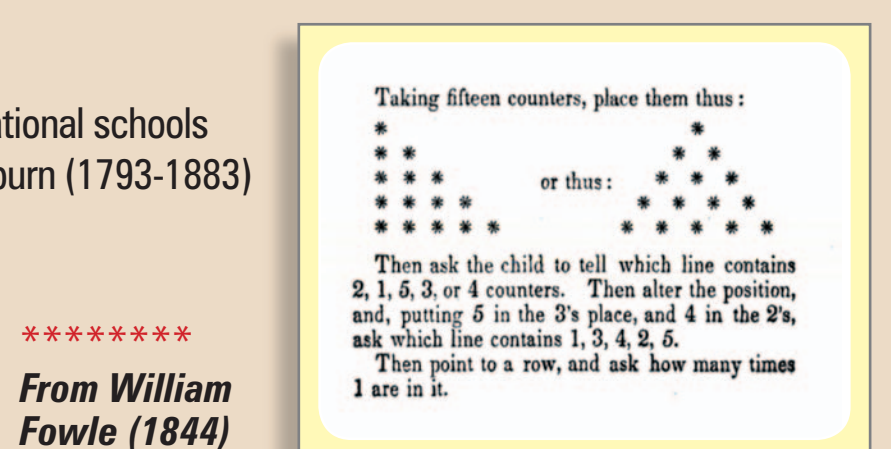 ational schools
burn (1793-1883)
********
From William
Fowle (1844)
Taking fifteen counters, place them thus :
* *
* * * *
* * * or thus : * * *
* * * * * * * *
* * * * * * * * * *
Then ask the child to tell which line contains
2, 1, 5, 3, or 4 counters. Then alter the position,
and, putting 5 in the 3's place, and 4 in the 2's,
ask which line contains 1, 3, 4, 2, 5.
Then point to a row, and ask how many times
1 are in it.